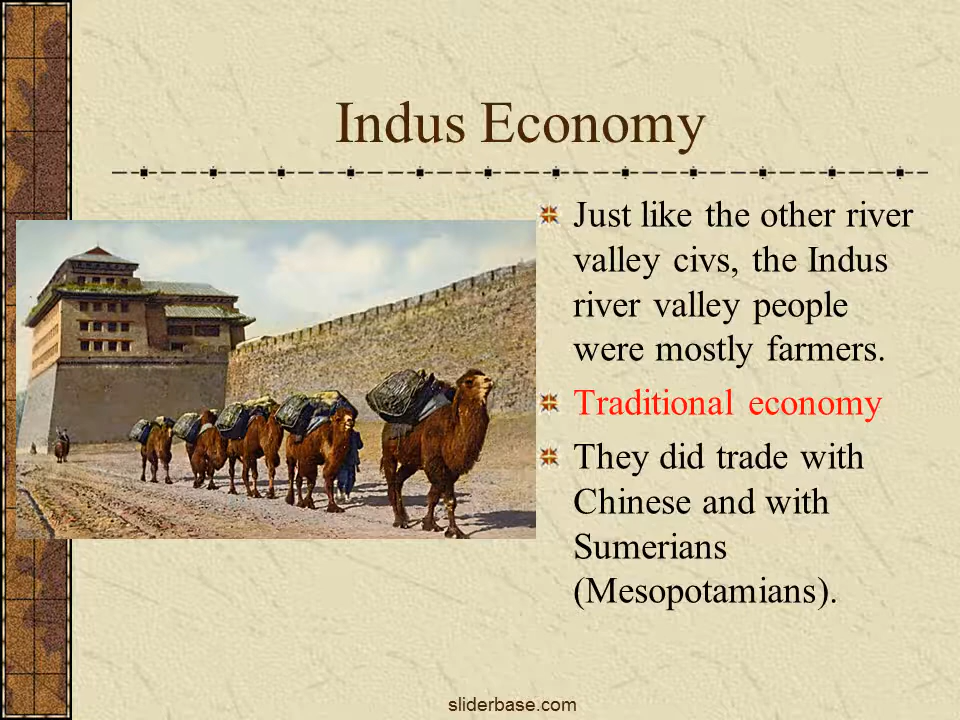 Indus Economy
Just like the other river
valley civs, the Indus
river valley people
were mostly farmers.
Traditional economy
They did trade with
Chinese and with
Sumerians
(Mesopotamians).
sliderbase.com